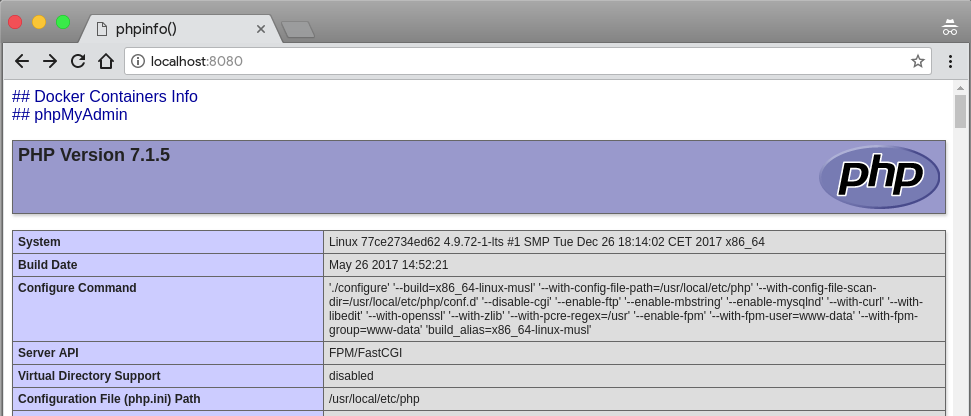 phpinfo()
localhost:8080
## Docker Containers Info
## phpMyAdmin
PHP Version 7.1.5
php
System Linux 77ce2734ed62 4.9.72-1-lts #1 SMP Tue Dec 26 18:14:02 CET 2017 x86_64
Build Date May 26 2017 14:52:21
Configure Command './configure' '--build=x86_64-linux-musl' '--with-config-file-path=/usr/local/etc/php' '--with-config-file-scan-
dir=/usr/local/etc/php/conf.d' '--disable-cgi' '--enable-ftp' '--enable-mbstring' '--enable-mysqlnd' '--with-curl' '--with-
libedit' '--with-openssl' '--with-zlib' '--with-pcre-regex=/usr' '--enable-fpm' '--with-fpm-user=www-data' '--with-fpm-
group=www-data' 'build_alias=x86_64-linux-musl'
Server API FPM/FastCGI
Virtual Directory Support disabled
Configuration File (php.ini) Path /usr/local/etc/php